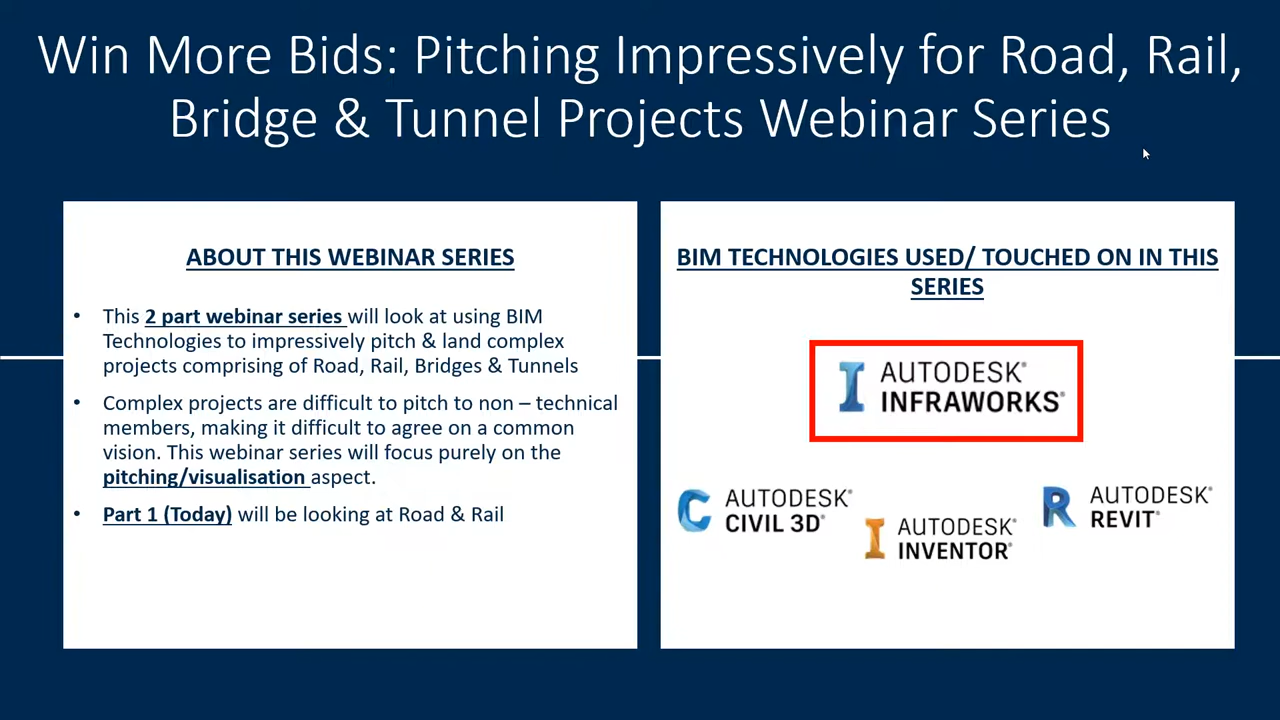 Win More Bids: Pitching Impressively for Road, Rail,
Bridge & Tunnel Projects Webinar Series
ABOUT THIS WEBINAR SERIES
• This 2 part webinar series will look at using BIM
Technologies to impressively pitch & land complex
projects comprising of Road, Rail, Bridges & Tunnels
• Complex projects are difficult to pitch to non – technical
members, making it difficult to agree on a common
vision. This webinar series will focus purely on the
pitching/visualisation aspect.
• Part 1 (Today) will be looking at Road & Rail
BIM TECHNOLOGIES USED/ TOUCHED ON IN THIS
SERIES
I AUTODESK®
INFRAWORKS®
C AUTODESK®
CIVIL 3D®
I AUTODESK®
INVENTOR®
R AUTODESK®
REVIT®